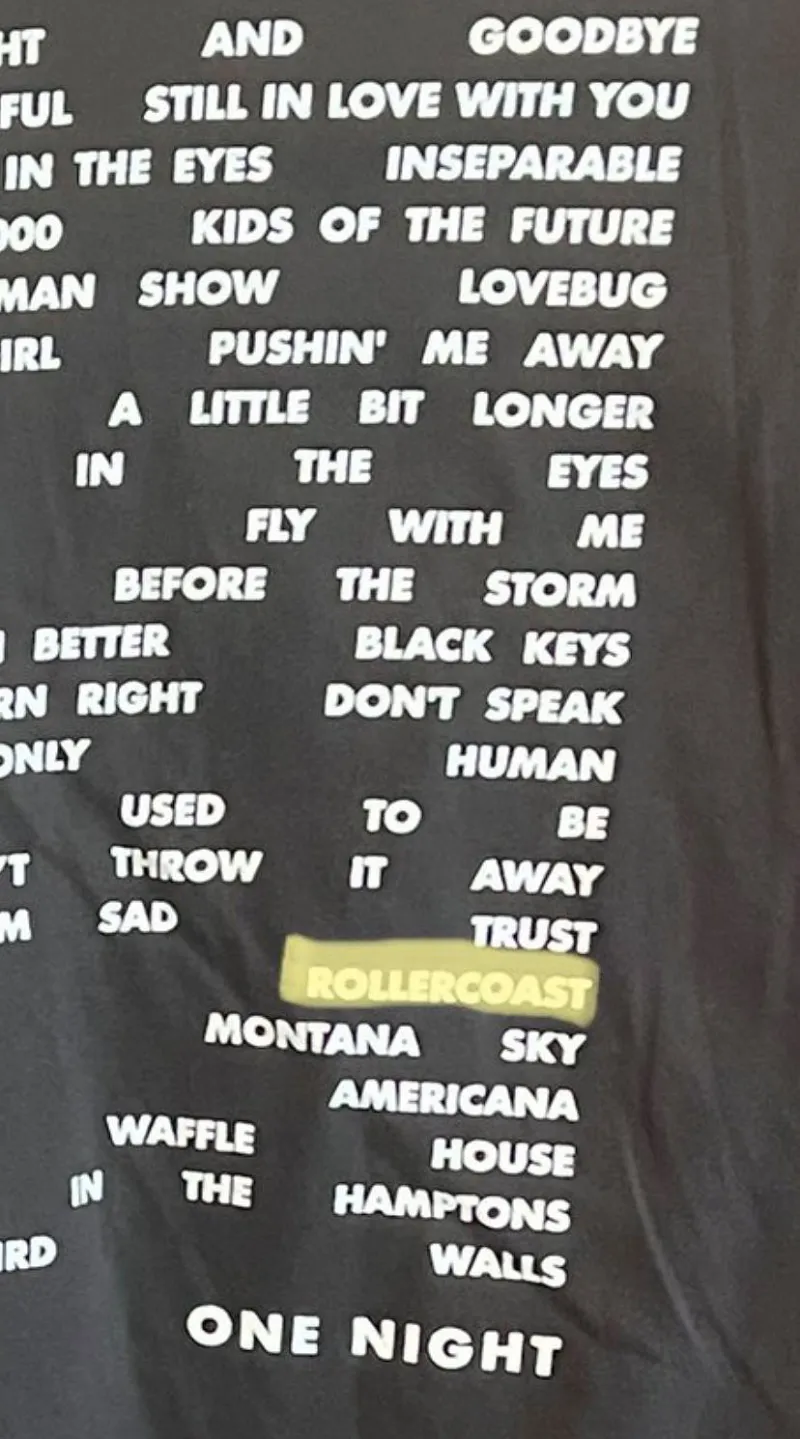 HT AND GOODBYE
FUL STILL IN LOVE WITH YOU
IN THE EYES INSEPARABLE
000 KIDS OF THE FUTURE
MAN SHOW LOVEBUG
IRL PUSHIN' ME AWAY
A LITTLE BIT LONGER
IN THE EYES
FLY WITH ME
BEFORE THE STORM
BETTER BLACK KEYS
RN RIGHT DON'T SPEAK
ONLY HUMAN
USED TO BE
'T THROW IT AWAY
M SAD TRUST
ROLLERCOAST
MONTANA SKY
AMERICANA
WAFFLE HOUSE
IN THE HAMPTONS
IRD WALLS
ONE NIGHT